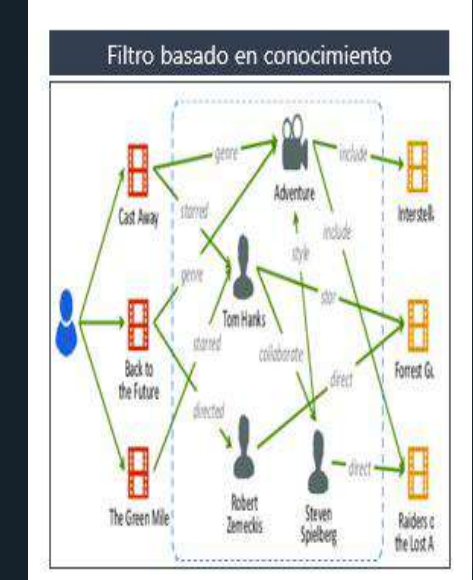 Filtro basado en conocimiento
genre
include
Adventure
Cast Away
starred
Interstell
include
style
genre
Tom Hanks
star
starred
collaborate
Back to
the Future
direct
Forrest Gu
directed
direct
The Green Mile
Robert
Zemeckis
Steven
Spielberg
Raiders o
the Lost A